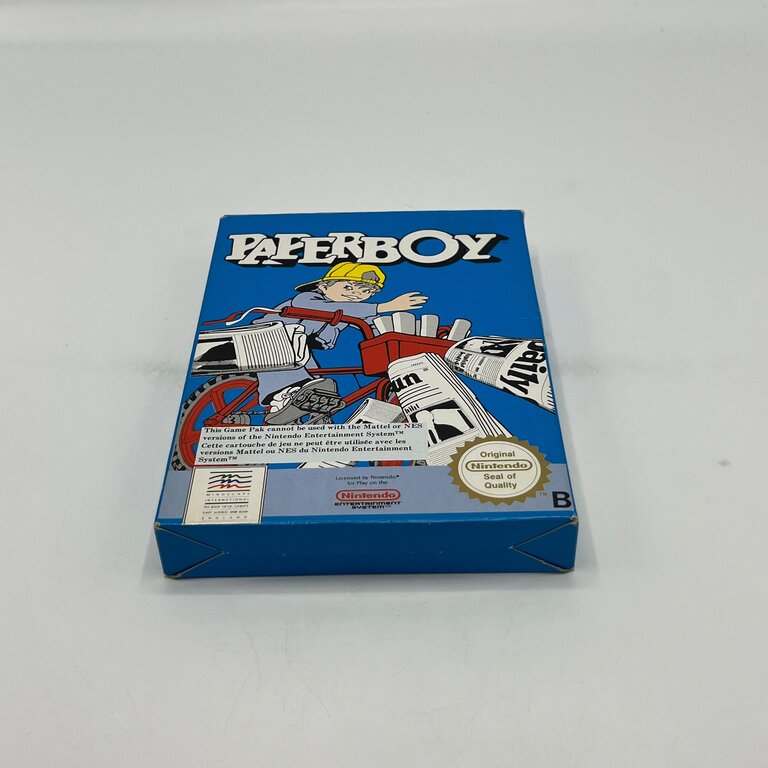 PAPERBOY
Daily
un
This Game Pak cannot be used with the Mattel or NES
versions of the Nintendo Entertainment System™
Cette cartouche de jeu ne peut être utilisée avec les
versions Mattel ou NES du Nintendo Entertainment
System™
MINDSCAPE
INTERNATIONAL
ENGLAND
Licensed by Nintendo®
for Play on the
Nintendo
ENTERTAINMENT
SYSTEM™
Original
Nintendo
Seal of
Quality
TM
B